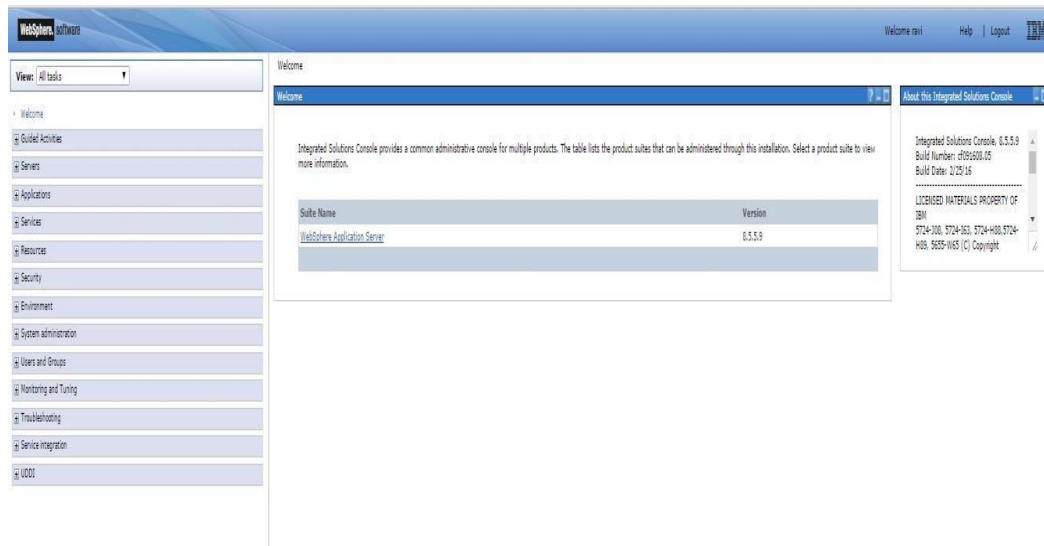 WebSphere. software
Welcome ravi
Help | Logout
IBM
View: All tasks
Welcome
Guided Activities
Servers
Applications
Services
Resources
Security
Environment
System administration
Users and Groups
Monitoring and Tuning
Troubleshooting
Service integration
UDDI
Welcome
Welcome
Integrated Solutions Console provides a common administrative console for multiple products. The table lists the product suites that can be administered through this installation. Select a product suite to view
more information.
Suite Name Version
WebSphere Application Server 8.5.5.9
About this Integrated Solutions Console
Integrated Solutions Console, 8.5.5.9
Build Number: cf091608.05
Build Date: 2/25/16
----------------------------------
LICENSED MATERIALS PROPERTY OF
IBM
5724-J08, 5724-I63, 5724-H88,5724-
H89, 5655-W65 (C) Copyright